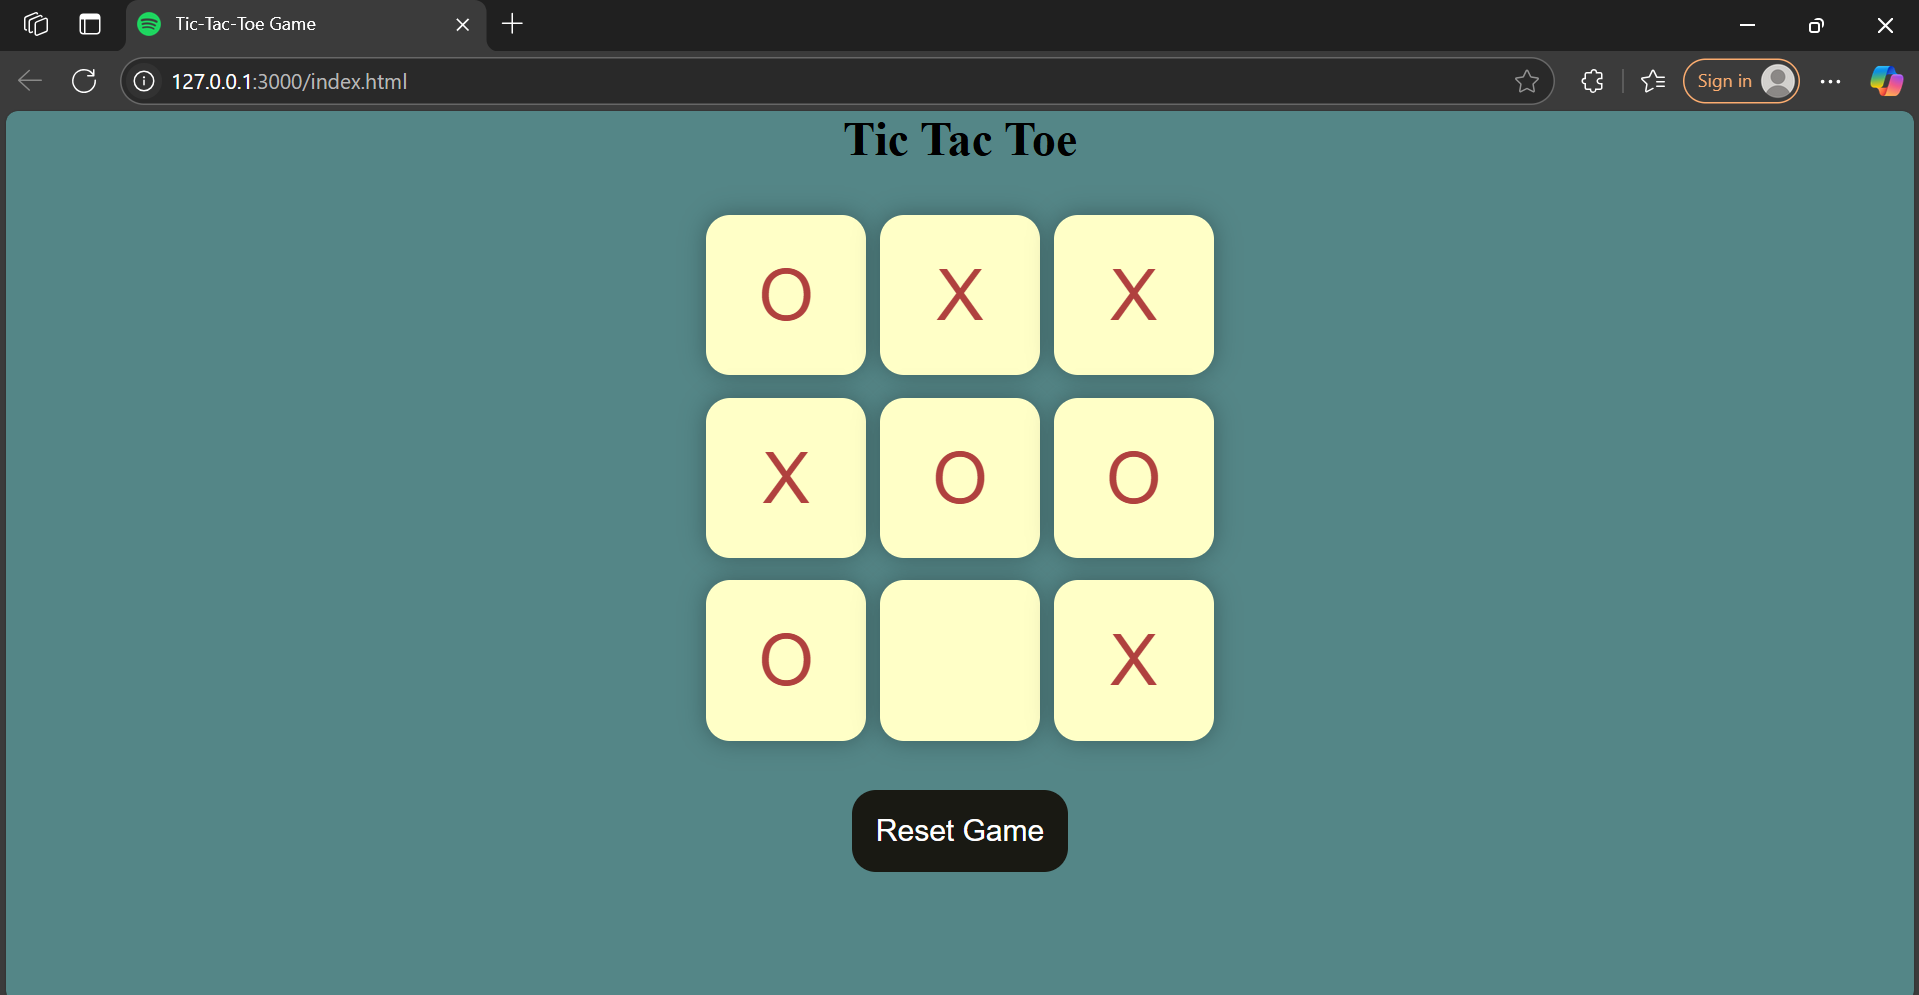 Tic-Tac-Toe Game
127.0.0.1:3000/index.html
Sign in
Tic Tac Toe
O X X
X O O
O X
Reset Game